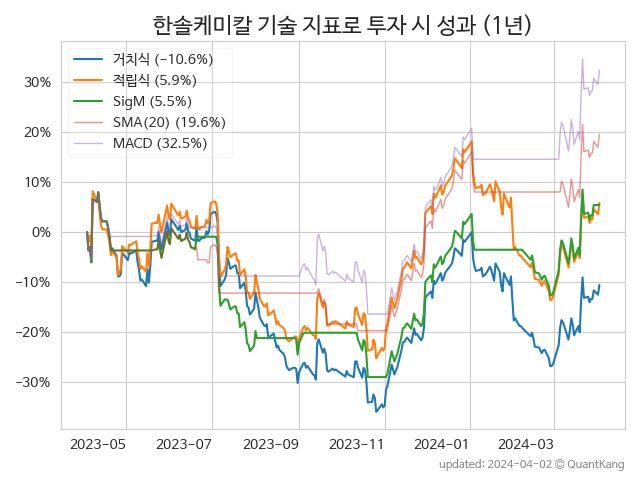 한솔케미칼 기술 지표로 투자 시 성과 (1년)
거치식 (−10.6%)
적립식 (5.9%)
SigM (5.5%)
SMA(20) (19.6%)
MACD (32.5%)
30%
20%
10%
0%
−10%
−20%
−30%
2023−05 2023−07 2023−09 2023−11 2024−01 2024−03
updated: 2024-04-02 © QuantKang